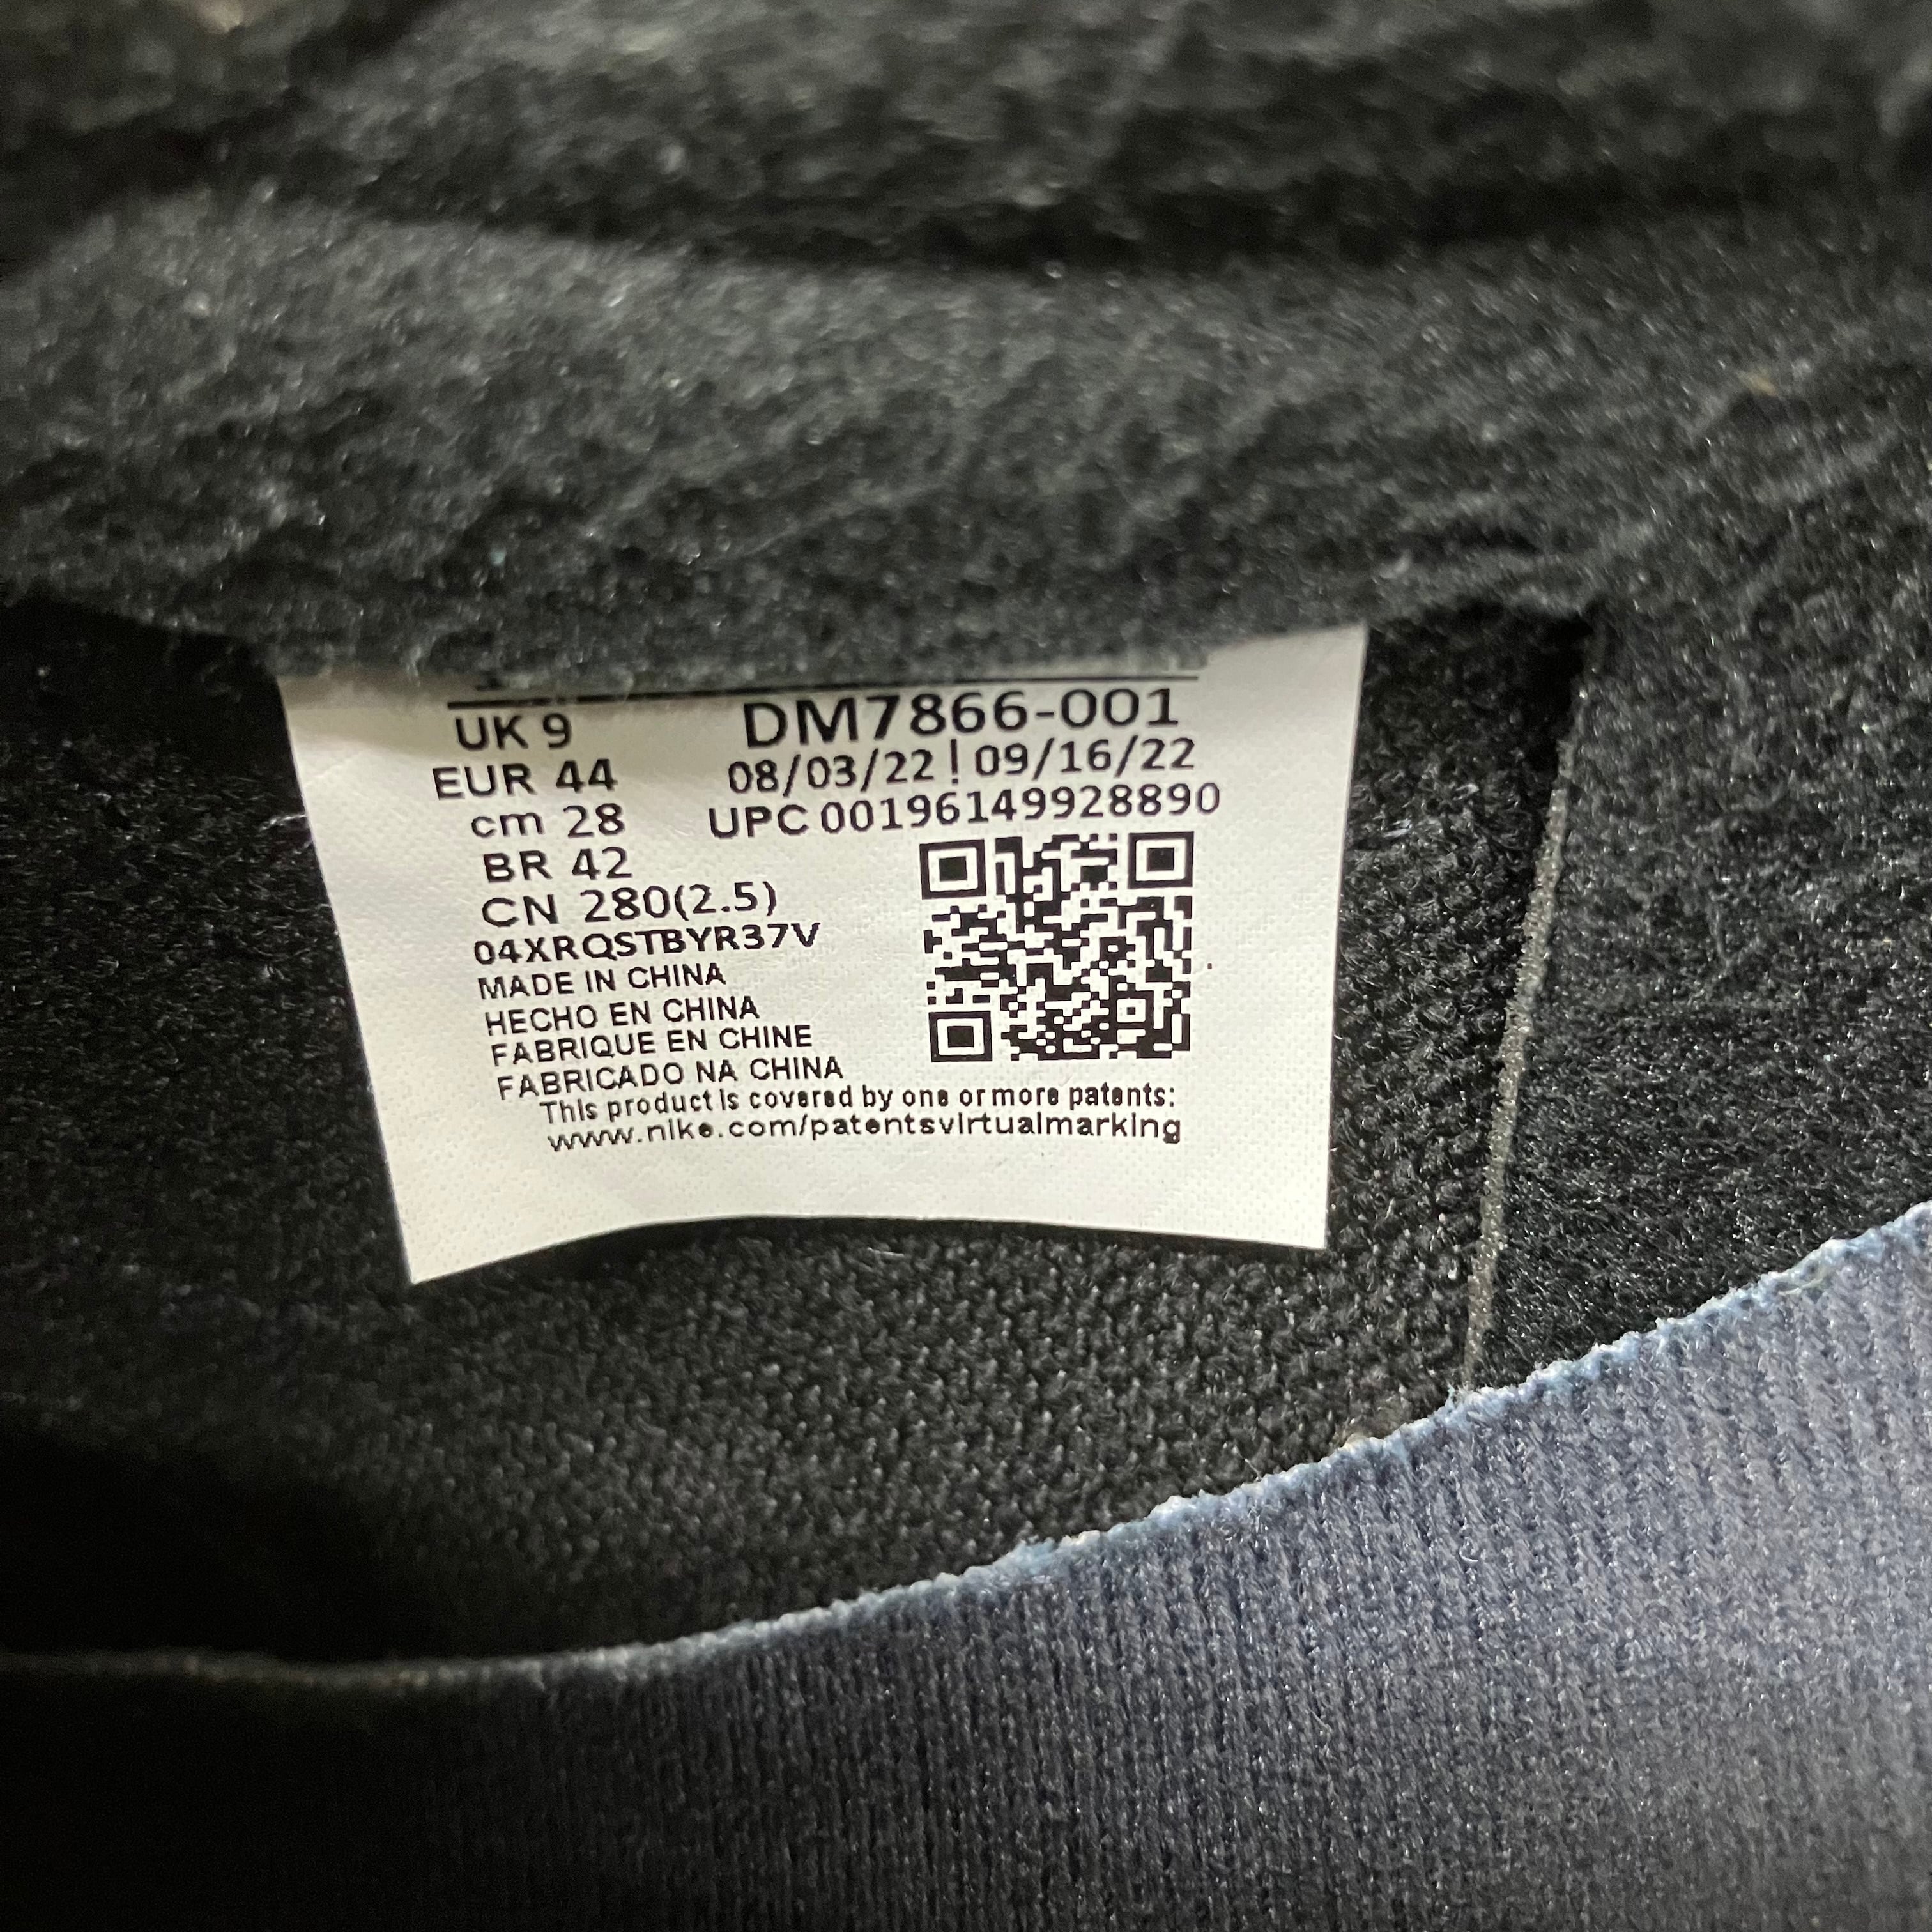 UK 9 DM7866-001
EUR 44 08/03/22 | 09/16/22
cm 28 UPC 00196149928890
BR 42
CN 280(2.5)
04XRQSTBYR37V
MADE IN CHINA
HECHO EN CHINA
FABRIQUE EN CHINE
FABRICADO NA CHINA
This product is covered by one or more patents:
www.nike.com/patentsvirtualmarking